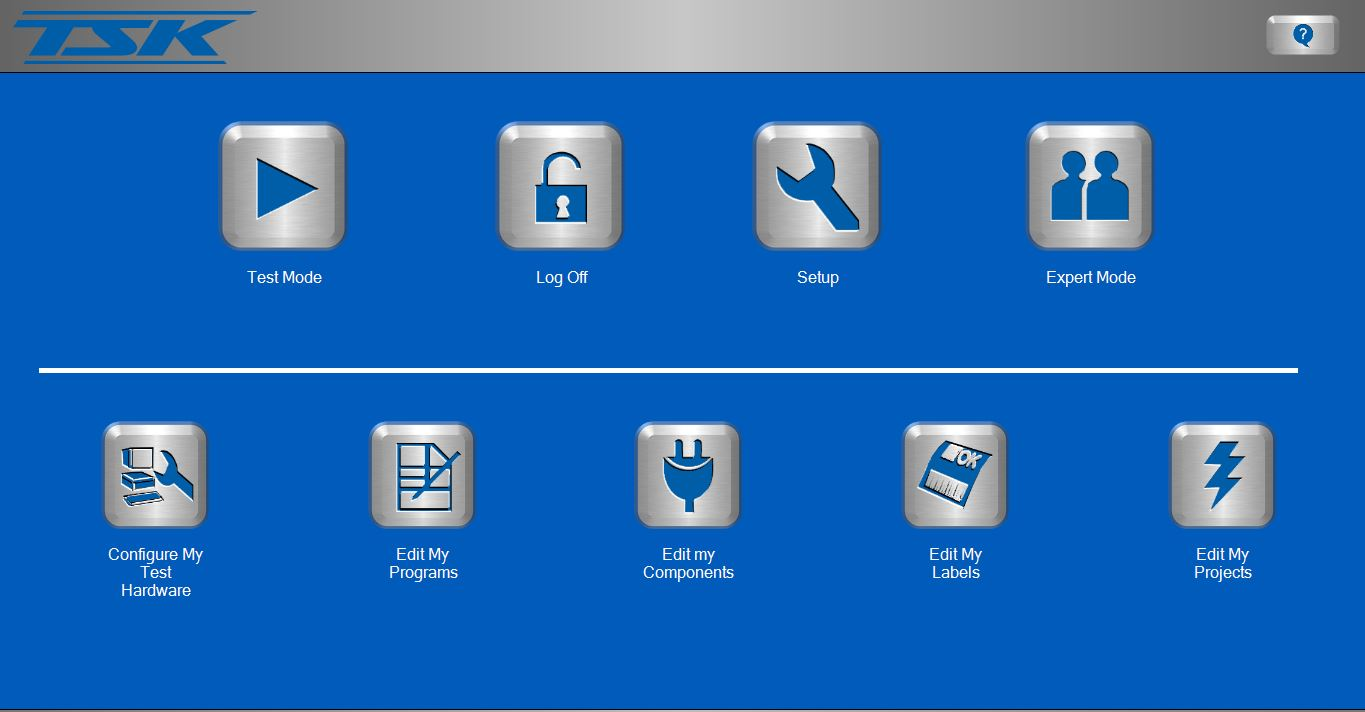 TSK
?
Test Mode
Log Off
Setup
Expert Mode
OK
Configure My
Test
Hardware
Edit My
Programs
Edit my
Components
Edit My
Labels
Edit My
Projects